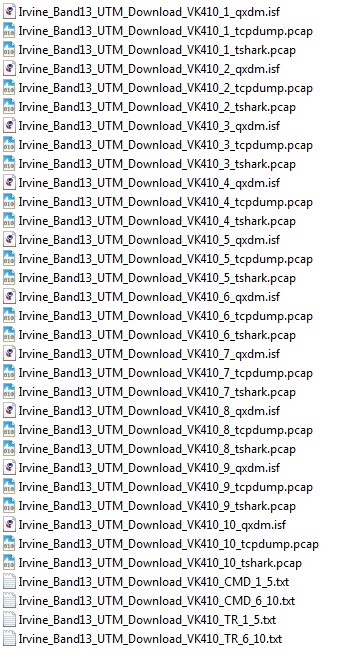 Irvine_Band13_UTM_Download_VK410_1_qxdm.isf
Irvine_Band13_UTM_Download_VK410_1_tcpdump.pcap
Irvine_Band13_UTM_Download_VK410_1_tshark.pcap
Irvine_Band13_UTM_Download_VK410_2_qxdm.isf
Irvine_Band13_UTM_Download_VK410_2_tcpdump.pcap
Irvine_Band13_UTM_Download_VK410_2_tshark.pcap
Irvine_Band13_UTM_Download_VK410_3_qxdm.isf
Irvine_Band13_UTM_Download_VK410_3_tcpdump.pcap
Irvine_Band13_UTM_Download_VK410_3_tshark.pcap
Irvine_Band13_UTM_Download_VK410_4_qxdm.isf
Irvine_Band13_UTM_Download_VK410_4_tcpdump.pcap
Irvine_Band13_UTM_Download_VK410_4_tshark.pcap
Irvine_Band13_UTM_Download_VK410_5_qxdm.isf
Irvine_Band13_UTM_Download_VK410_5_tcpdump.pcap
Irvine_Band13_UTM_Download_VK410_5_tshark.pcap
Irvine_Band13_UTM_Download_VK410_6_qxdm.isf
Irvine_Band13_UTM_Download_VK410_6_tcpdump.pcap
Irvine_Band13_UTM_Download_VK410_6_tshark.pcap
Irvine_Band13_UTM_Download_VK410_7_qxdm.isf
Irvine_Band13_UTM_Download_VK410_7_tcpdump.pcap
Irvine_Band13_UTM_Download_VK410_7_tshark.pcap
Irvine_Band13_UTM_Download_VK410_8_qxdm.isf
Irvine_Band13_UTM_Download_VK410_8_tcpdump.pcap
Irvine_Band13_UTM_Download_VK410_8_tshark.pcap
Irvine_Band13_UTM_Download_VK410_9_qxdm.isf
Irvine_Band13_UTM_Download_VK410_9_tcpdump.pcap
Irvine_Band13_UTM_Download_VK410_9_tshark.pcap
Irvine_Band13_UTM_Download_VK410_10_qxdm.isf
Irvine_Band13_UTM_Download_VK410_10_tcpdump.pcap
Irvine_Band13_UTM_Download_VK410_10_tshark.pcap
Irvine_Band13_UTM_Download_VK410_CMD_1_5.txt
Irvine_Band13_UTM_Download_VK410_CMD_6_10.txt
Irvine_Band13_UTM_Download_VK410_TR_1_5.txt
Irvine_Band13_UTM_Download_VK410_TR_6_10.txt